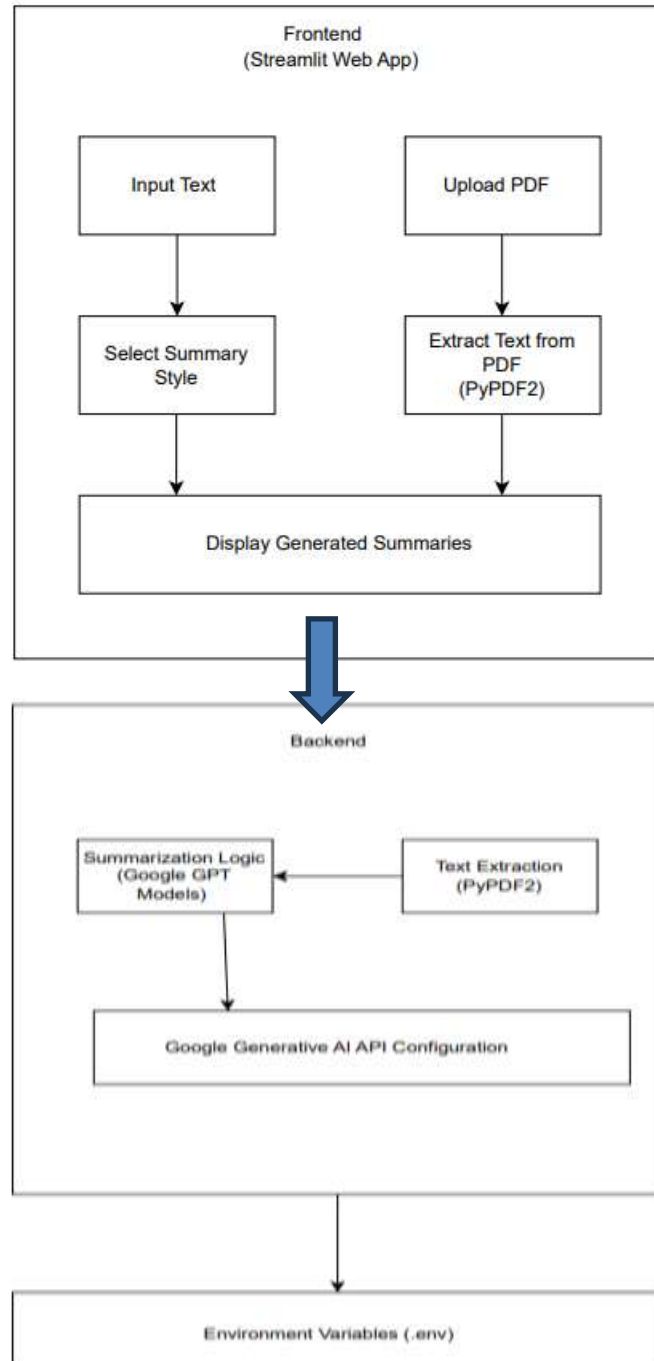 Frontend
(Streamlit Web App)
Input Text
Upload PDF
Select Summary
Style
Extract Text from
PDF
(PyPDF2)
Display Generated Summaries
Backend
Summarization Logic
(Google GPT
Models)
Text Extraction
(PyPDF2)
Google Generative AI API Configuration
Environment Variables (.env)